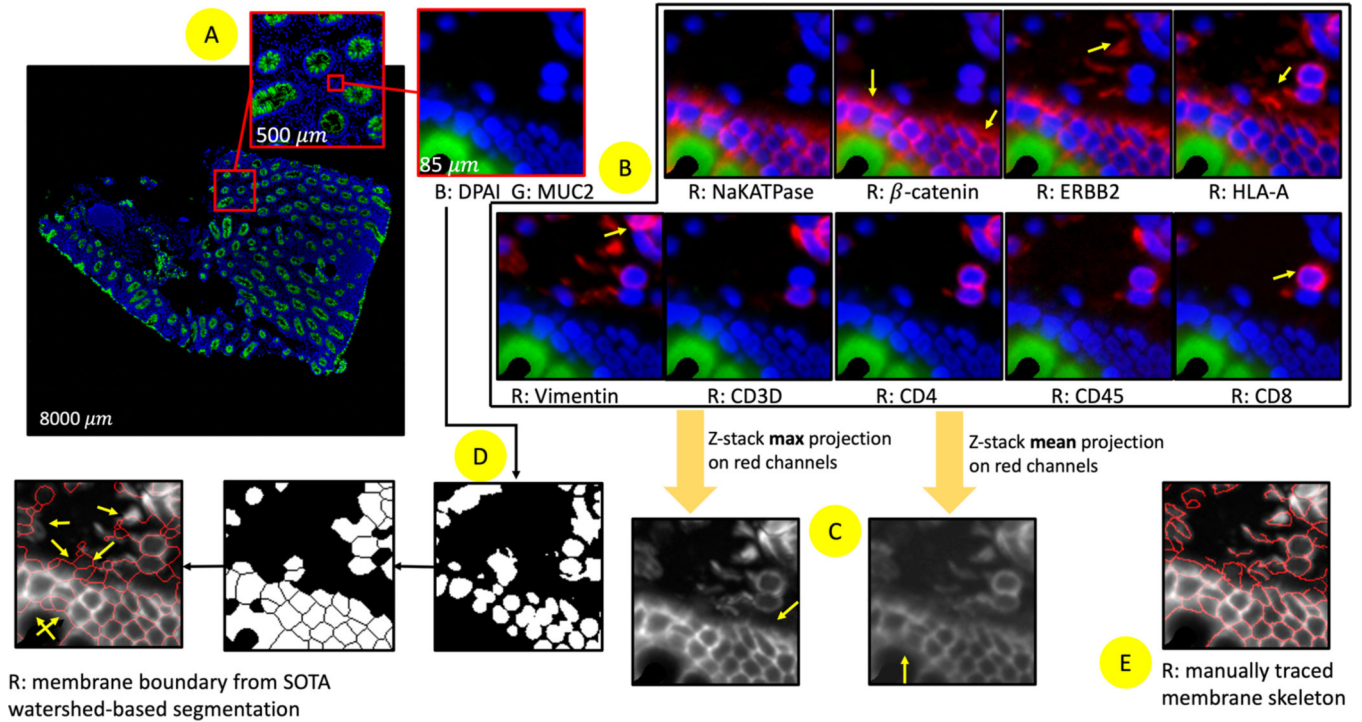 A
500 μm
8000 μm
85 μm
B: DPAI G: MUC2
B
R: NaKATPase
R: β-catenin
R: ERBB2
R: HLA-A
R: Vimentin
R: CD3D
R: CD4
R: CD45
R: CD8
Z-stack max projection
on red channels
Z-stack mean projection
on red channels
D
C
E
R: membrane boundary from SOTA
watershed-based segmentation
R: manually traced
membrane skeleton